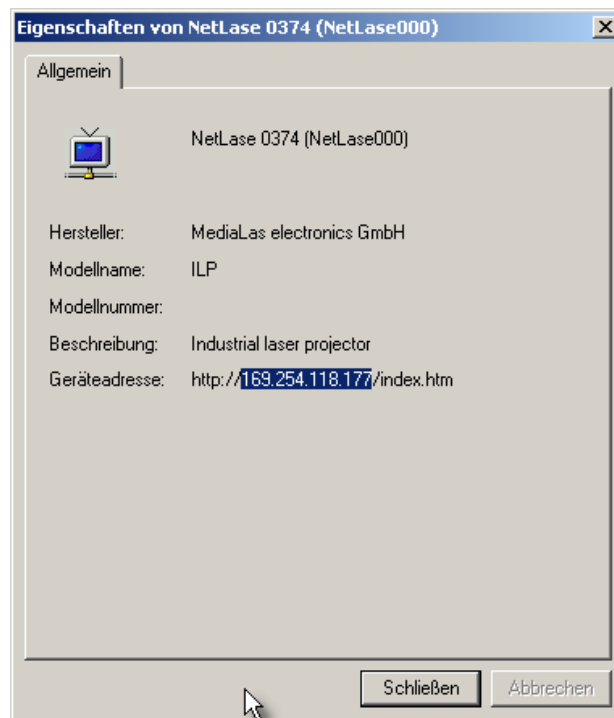 Eigenschaften von NetLase 0374 (NetLase000)
Allgemein
NetLase 0374 (NetLase000)
Hersteller: MediaLas electronics GmbH
Modellname: ILP
Modellnummer:
Beschreibung: Industrial laser projector
Geräteadresse: http://169.254.118.177/index.htm
Schließen Abbrechen